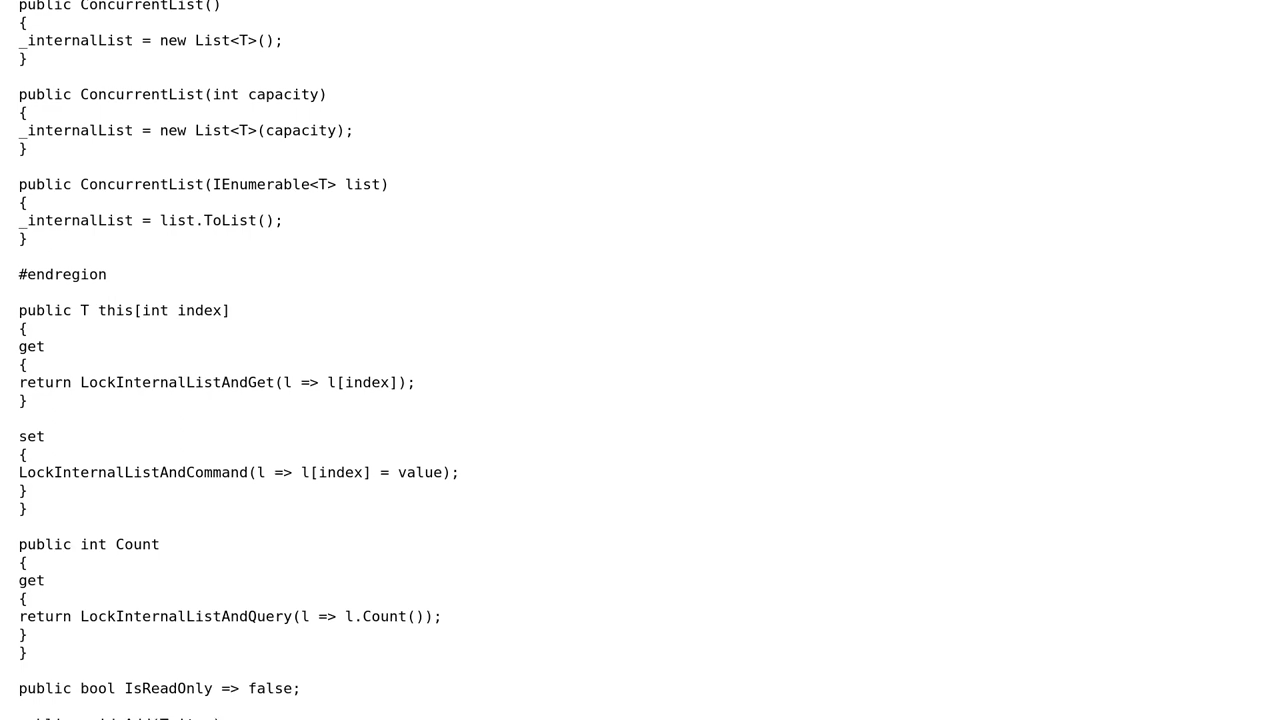 public ConcurrentList()
{
_internalList = new List<T>();
}

public ConcurrentList(int capacity)
{
_internalList = new List<T>(capacity);
}

public ConcurrentList(IEnumerable<T> list)
{
_internalList = list.ToList();
}

#endregion

public T this[int index]
{
get
{
return LockInternalListAndGet(l => l[index]);
}

set
{
LockInternalListAndCommand(l => l[index] = value);
}
}

public int Count
{
get
{
return LockInternalListAndQuery(l => l.Count());
}
}

public bool IsReadOnly => false;